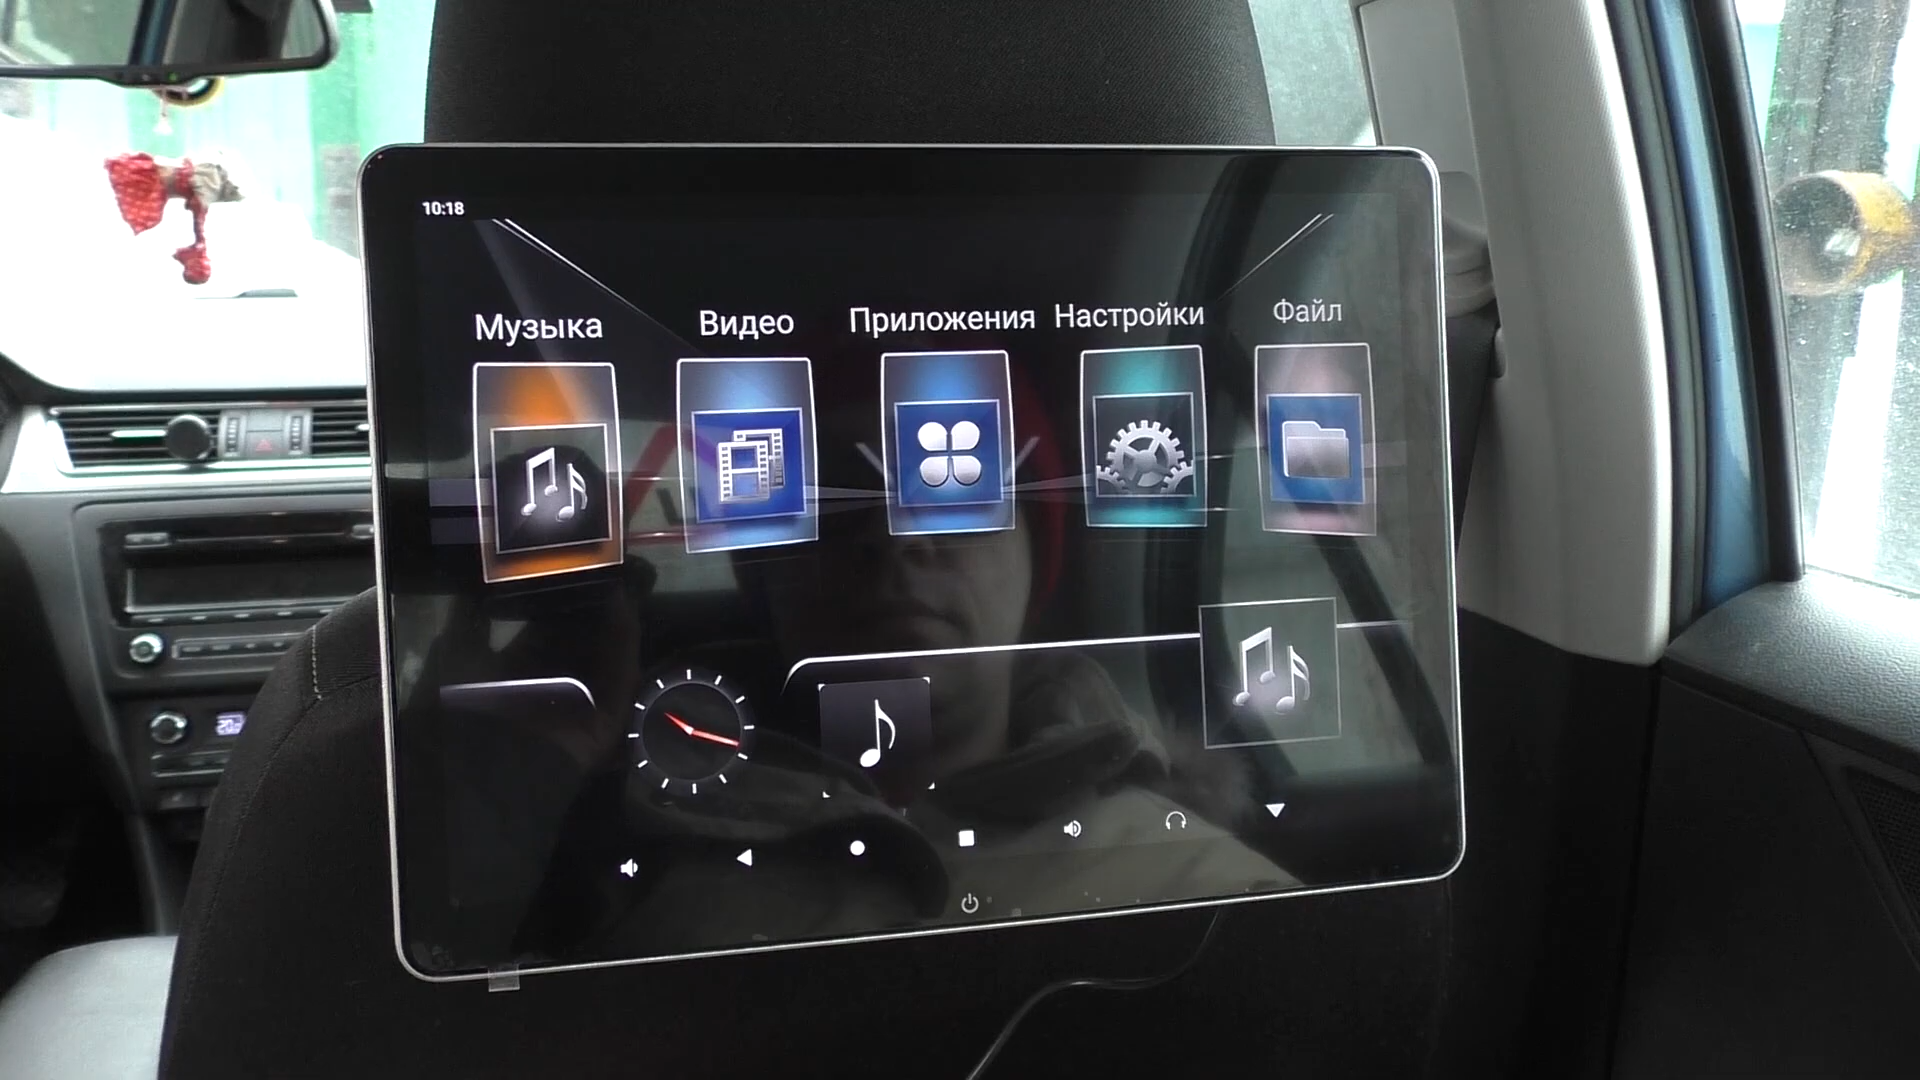 10:18
Музыка
Видео
Приложения
Настройки
Файл